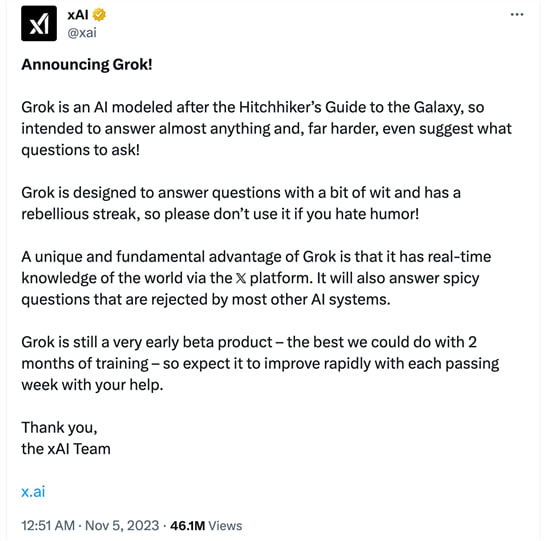 xAI
@xai
Announcing Grok!
Grok is an AI modeled after the Hitchhiker’s Guide to the Galaxy, so
intended to answer almost anything and, far harder, even suggest what
questions to ask!
Grok is designed to answer questions with a bit of wit and has a
rebellious streak, so please don’t use it if you hate humor!
A unique and fundamental advantage of Grok is that it has real-time
knowledge of the world via the 𝕏 platform. It will also answer spicy
questions that are rejected by most other AI systems.
Grok is still a very early beta product – the best we could do with 2
months of training – so expect it to improve rapidly with each passing
week with your help.
Thank you,
the xAI Team
x.ai
12:51 AM · Nov 5, 2023 · 46.1M Views